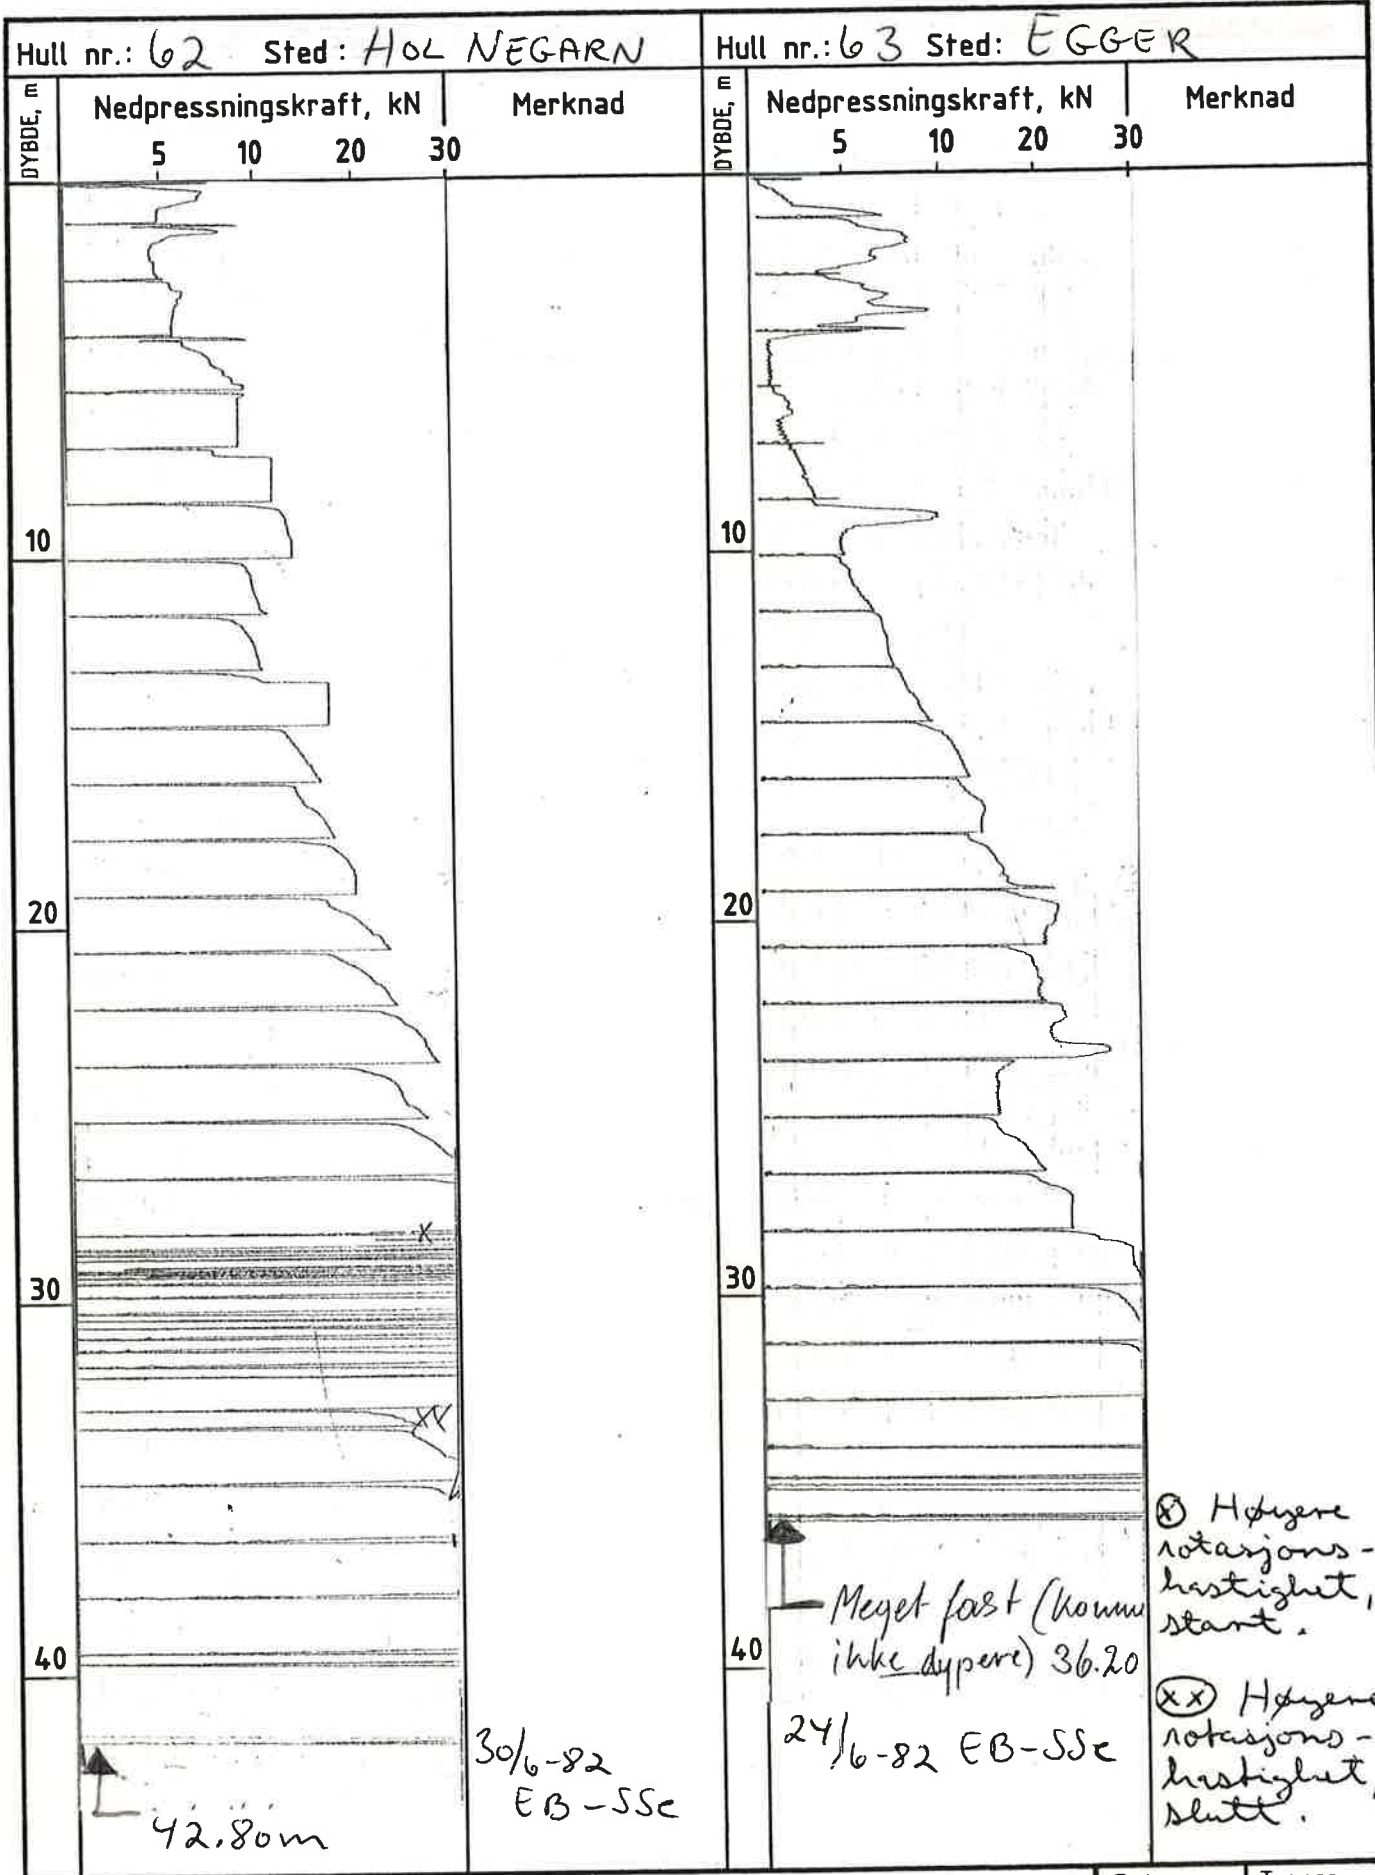 Hull nr.: 62 Sted: HOL NEGARN
DYBDE, m
Nedpressningskraft, kN
Merknad
5 10 20 30
10
20
30
X
XX
40
42.80m
30/6-82
EB-SSe
Hull nr.: 63 Sted: EGGER
DYBDE, m
Nedpressningskraft, kN
Merknad
5 10 20 30
10
20
30
40
Meget fast (komm
ikke dypere) 36.20
24/6-82 EB-SSe
(X) Høyere
rotasjons-
hastighet,
start.
(XX) Høyere
rotasjons-
hastighet,
slutt.